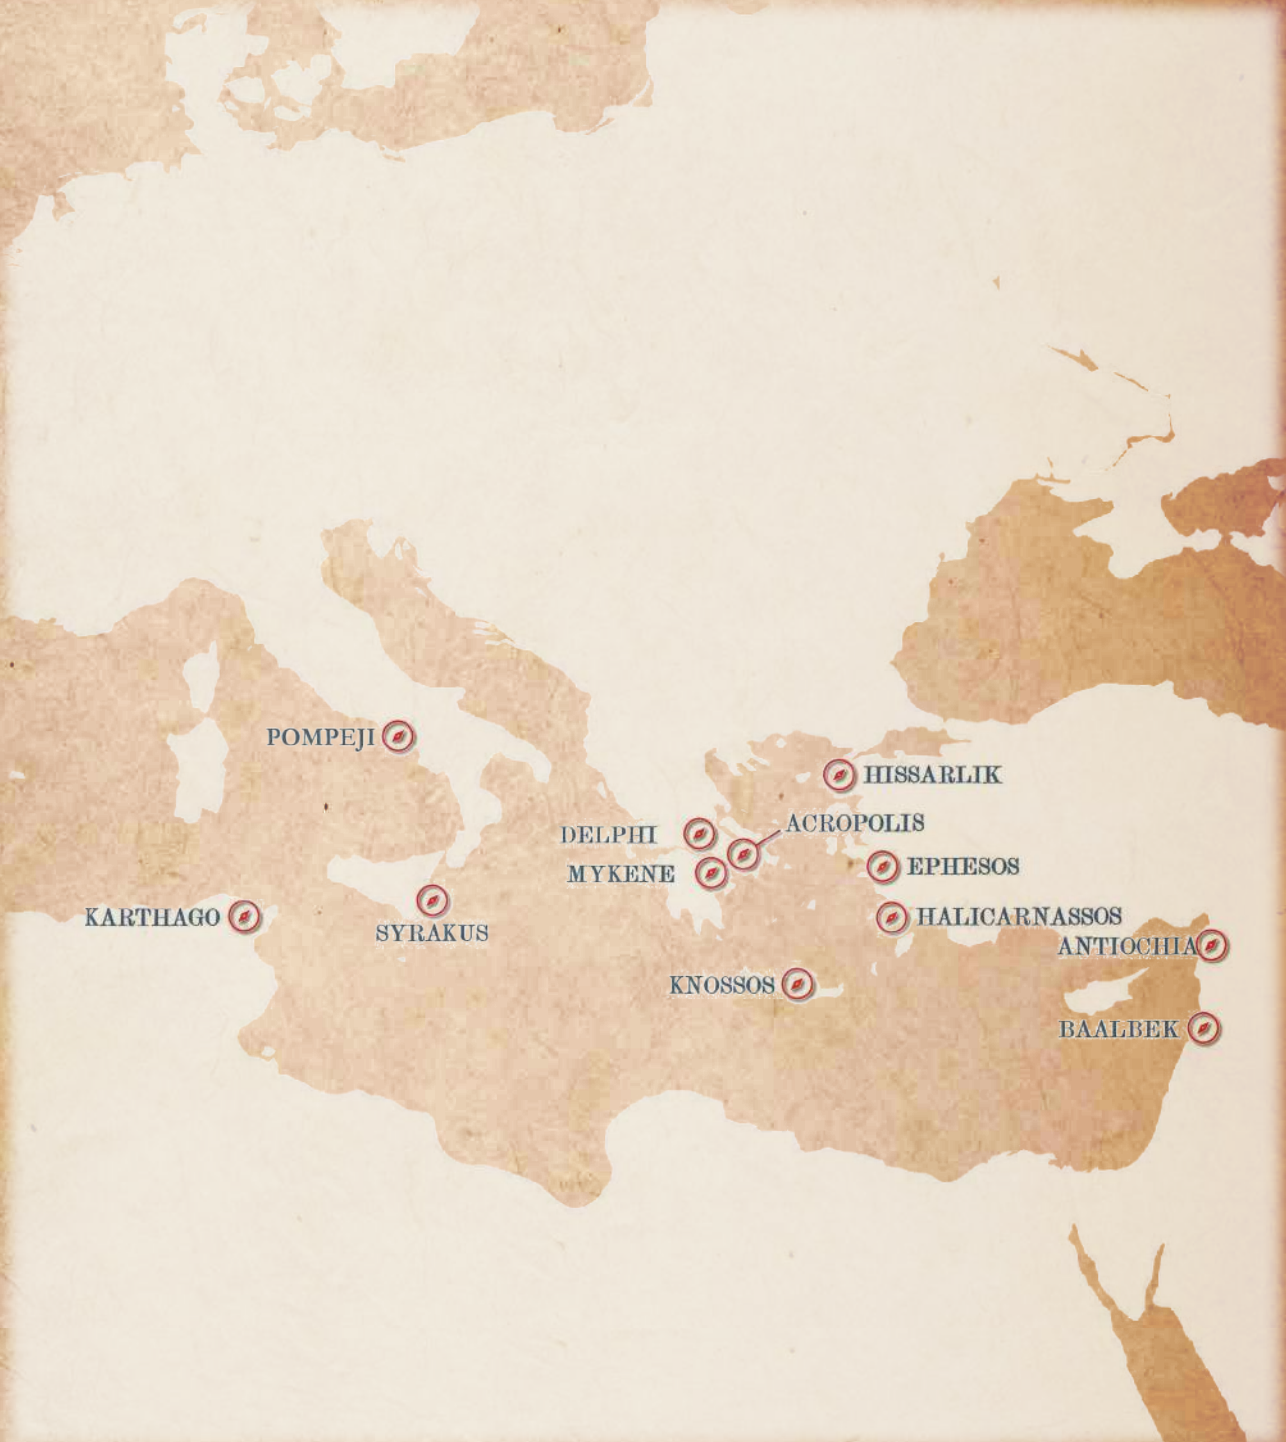 POMPEJI
HISSARLIK
ACROPOLIS
DELPHI
EPHESOS
MYKENE
KARTHAGO
HALICARNASSOS
SYRAKUS
ANTIOCHIA
KNOSSOS
BAALBEK